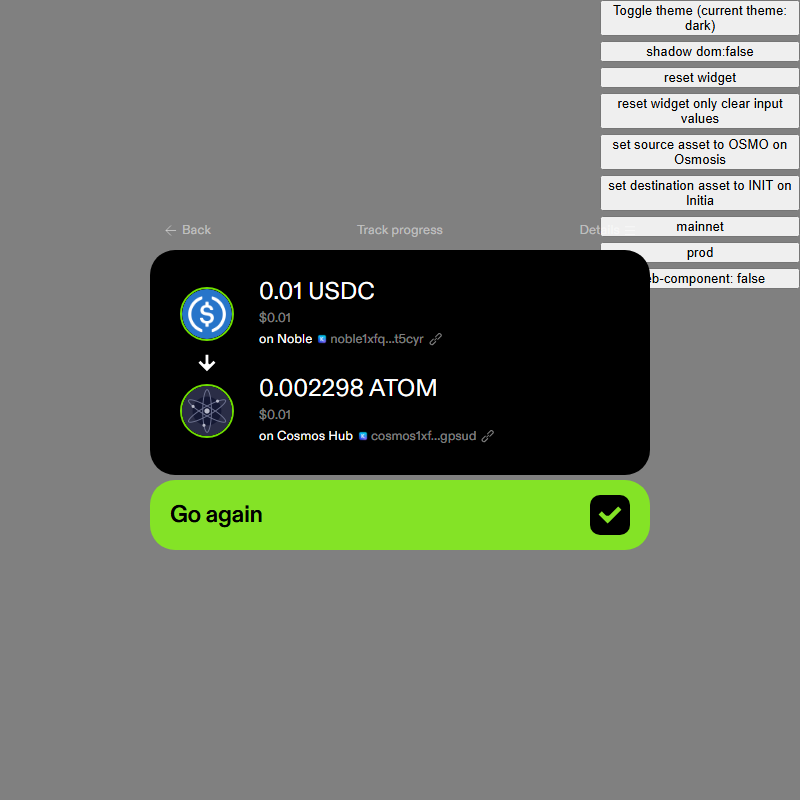 Toggle theme (current theme:
dark)
shadow dom:false
reset widget
reset widget only clear input
values
set source asset to OSMO on
Osmosis
set destination asset to INIT on
Initia
mainnet
prod
eb-component: false
Back
Track progress
Details
0.01 USDC
$0.01
on Noble noble1xfq...t5cyr
0.002298 ATOM
$0.01
on Cosmos Hub cosmos1xf...gpsud
Go again